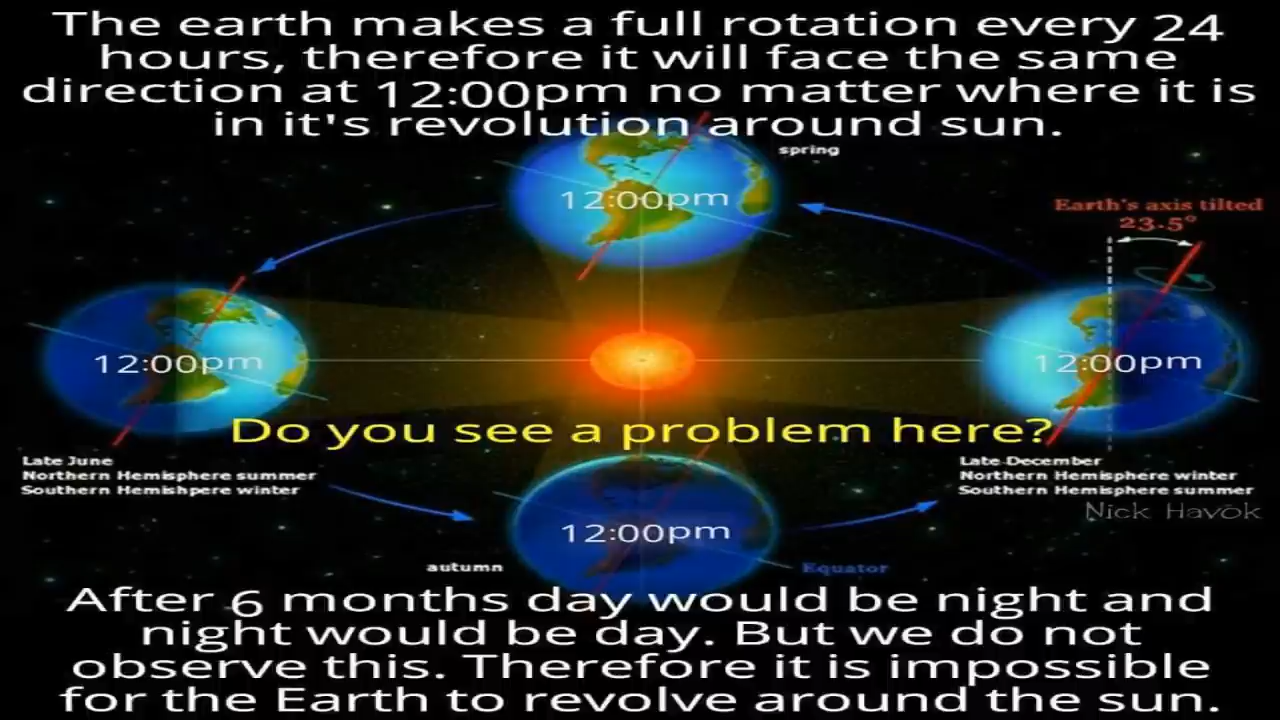 The earth makes a full rotation every 24
hours, therefore it will face the same
direction at 12:00pm no matter where it is
in it's revolution around sun.
spring
12:00pm
Earth's axis tilted
23.5°
12:00pm
12:00pm
Do you see a problem here?
Late June
Northern Hemisphere summer
Southern Hemishpere winter
Late December
Northern Hemisphere winter
Southern Hemisphere summer
Nick Havok
12:00pm
autumn
Equator
After 6 months day would be night and
night would be day. But we do not
observe this. Therefore it is impossible
for the Earth to revolve around the sun.